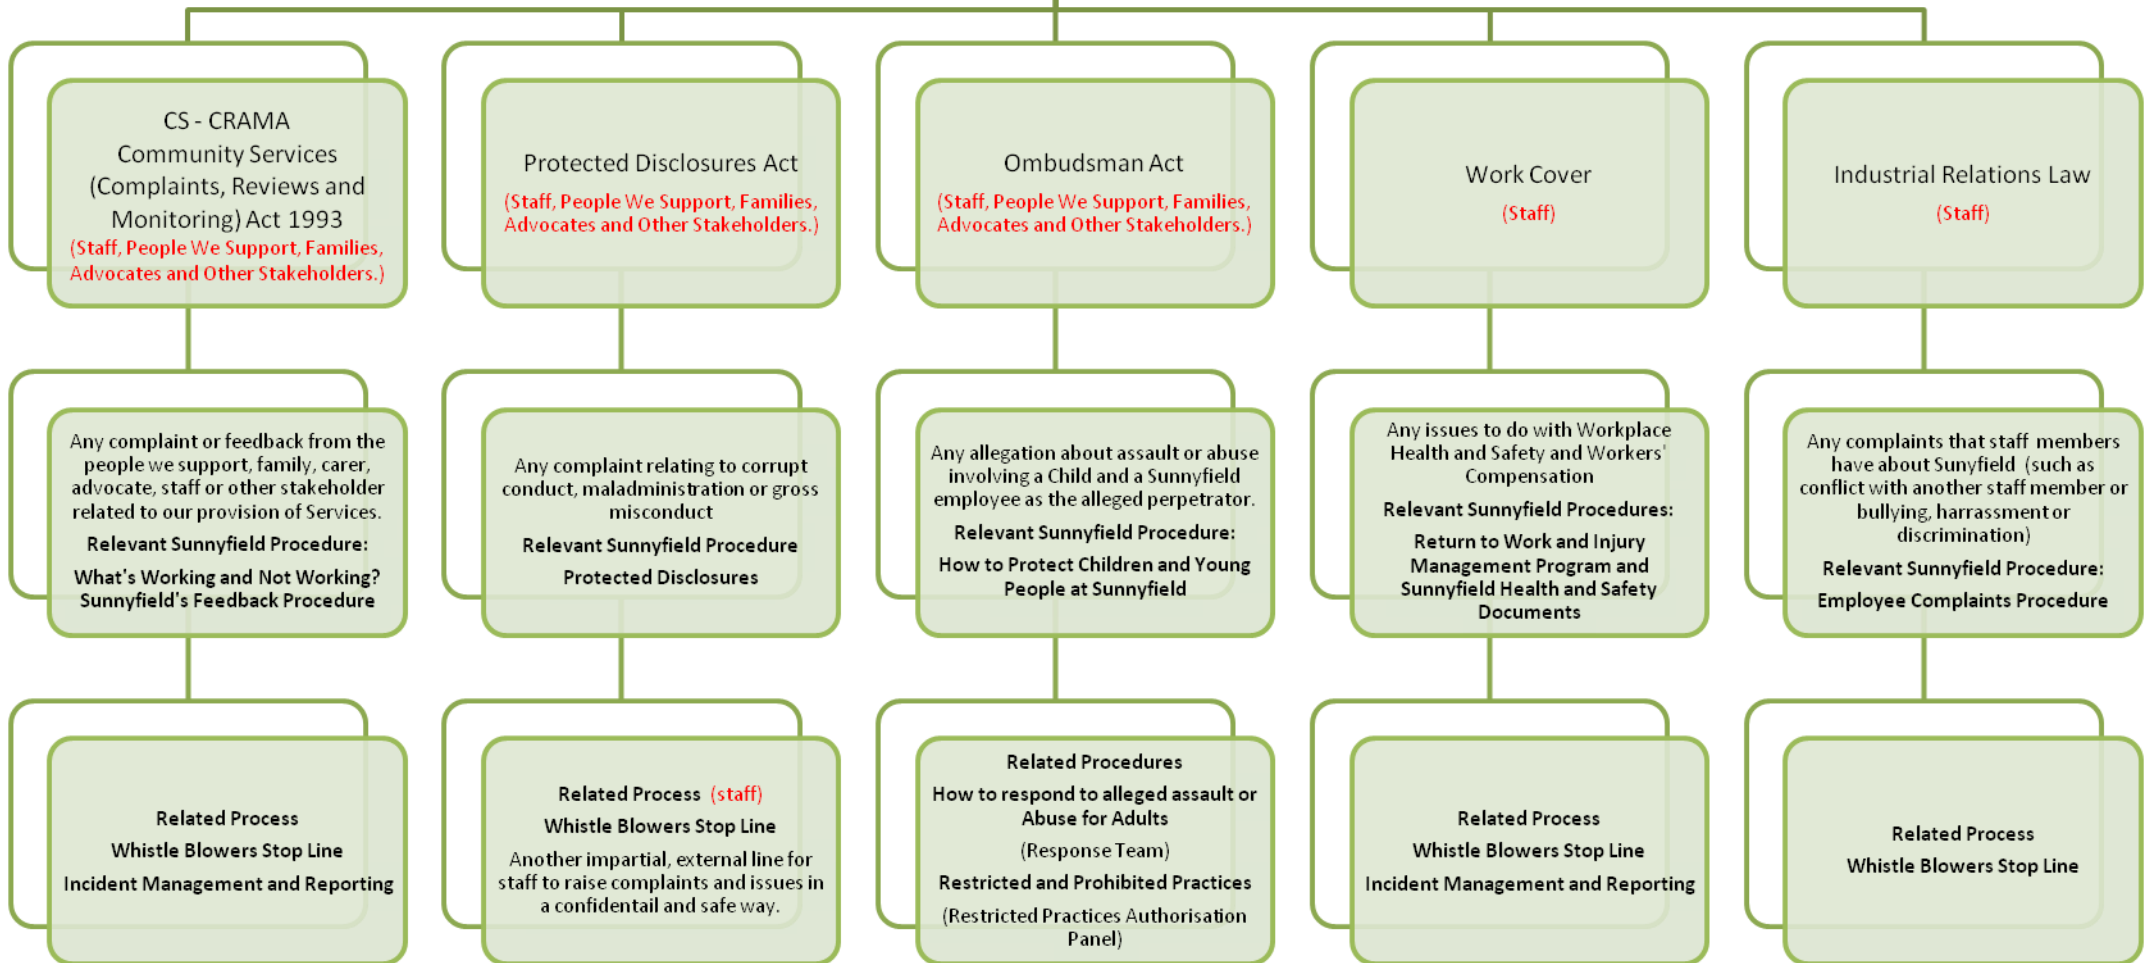 CS - CRAMA
Community Services
(Complaints, Reviews and
Monitoring) Act 1993
(Staff, People We Support, Families,
Advocates and Other Stakeholders.)
Protected Disclosures Act
(Staff, People We Support, Families,
Advocates and Other Stakeholders.)
Ombudsman Act
(Staff, People We Support, Families,
Advocates and Other Stakeholders.)
Work Cover
(Staff)
Industrial Relations Law
(Staff)
Any complaint or feedback from the
people we support, family, carer,
advocate, staff or other stakeholder
related to our provision of Services.
Relevant Sunnyfield Procedure:
What's Working and Not Working?
Sunnyfield's Feedback Procedure
Any complaint relating to corrupt
conduct, maladministration or gross
misconduct
Relevant Sunnyfield Procedure
Protected Disclosures
Any allegation about assault or abuse
involving a Child and a Sunnyfield
employee as the alleged perpetrator.
Relevant Sunnyfield Procedure:
How to Protect Children and Young
People at Sunnyfield
Any issues to do with Workplace
Health and Safety and Workers'
Compensation
Relevant Sunnyfield Procedures:
Return to Work and Injury
Management Program and
Sunnyfield Health and Safety
Documents
Any complaints that staff members
have about Sunyfield (such as
conflict with another staff member or
bullying, harrassment or
discrimination)
Relevant Sunnyfield Procedure:
Employee Complaints Procedure
Related Process
Whistle Blowers Stop Line
Incident Management and Reporting
Related Process (staff)
Whistle Blowers Stop Line
Another impartial, external line for
staff to raise complaints and issues in
a confidentail and safe way.
Related Procedures
How to respond to alleged assault or
Abuse for Adults
(Response Team)
Restricted and Prohibited Practices
(Restricted Practices Authorisation
Panel)
Related Process
Whistle Blowers Stop Line
Incident Management and Reporting
Related Process
Whistle Blowers Stop Line